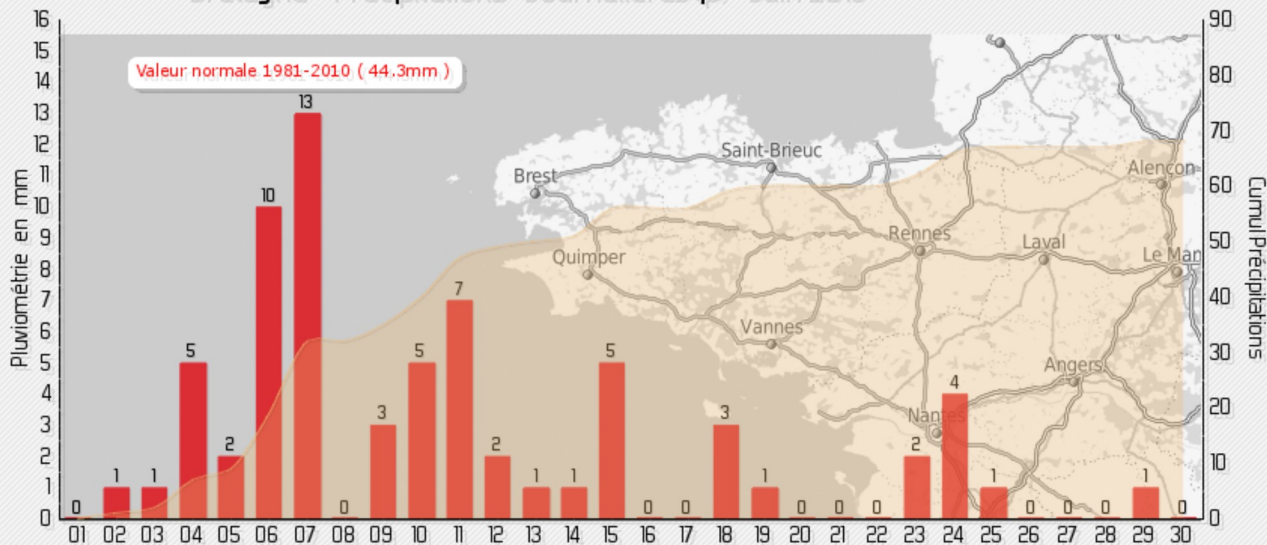 16
15
14
13
12
11
10
9
8
7
6
5
4
3
2
1
0
Pluviométrie en mm
Valeur normale 1981-2010 ( 44.3mm )
0 1 1 5 2 10 13 0 3 5 7 2 1 1 5 0 0 3 1 0 0 0 2 4 1 0 0 0 1 0
Brest
Saint-Brieuc
Alençon
Quimper
Rennes
Laval
Le Man
Vannes
Angers
Nantes
01 02 03 04 05 06 07 08 09 10 11 12 13 14 15 16 17 18 19 20 21 22 23 24 25 26 27 28 29 30
90
80
70
60
50
40
30
20
10
0
Cumul Précipitations